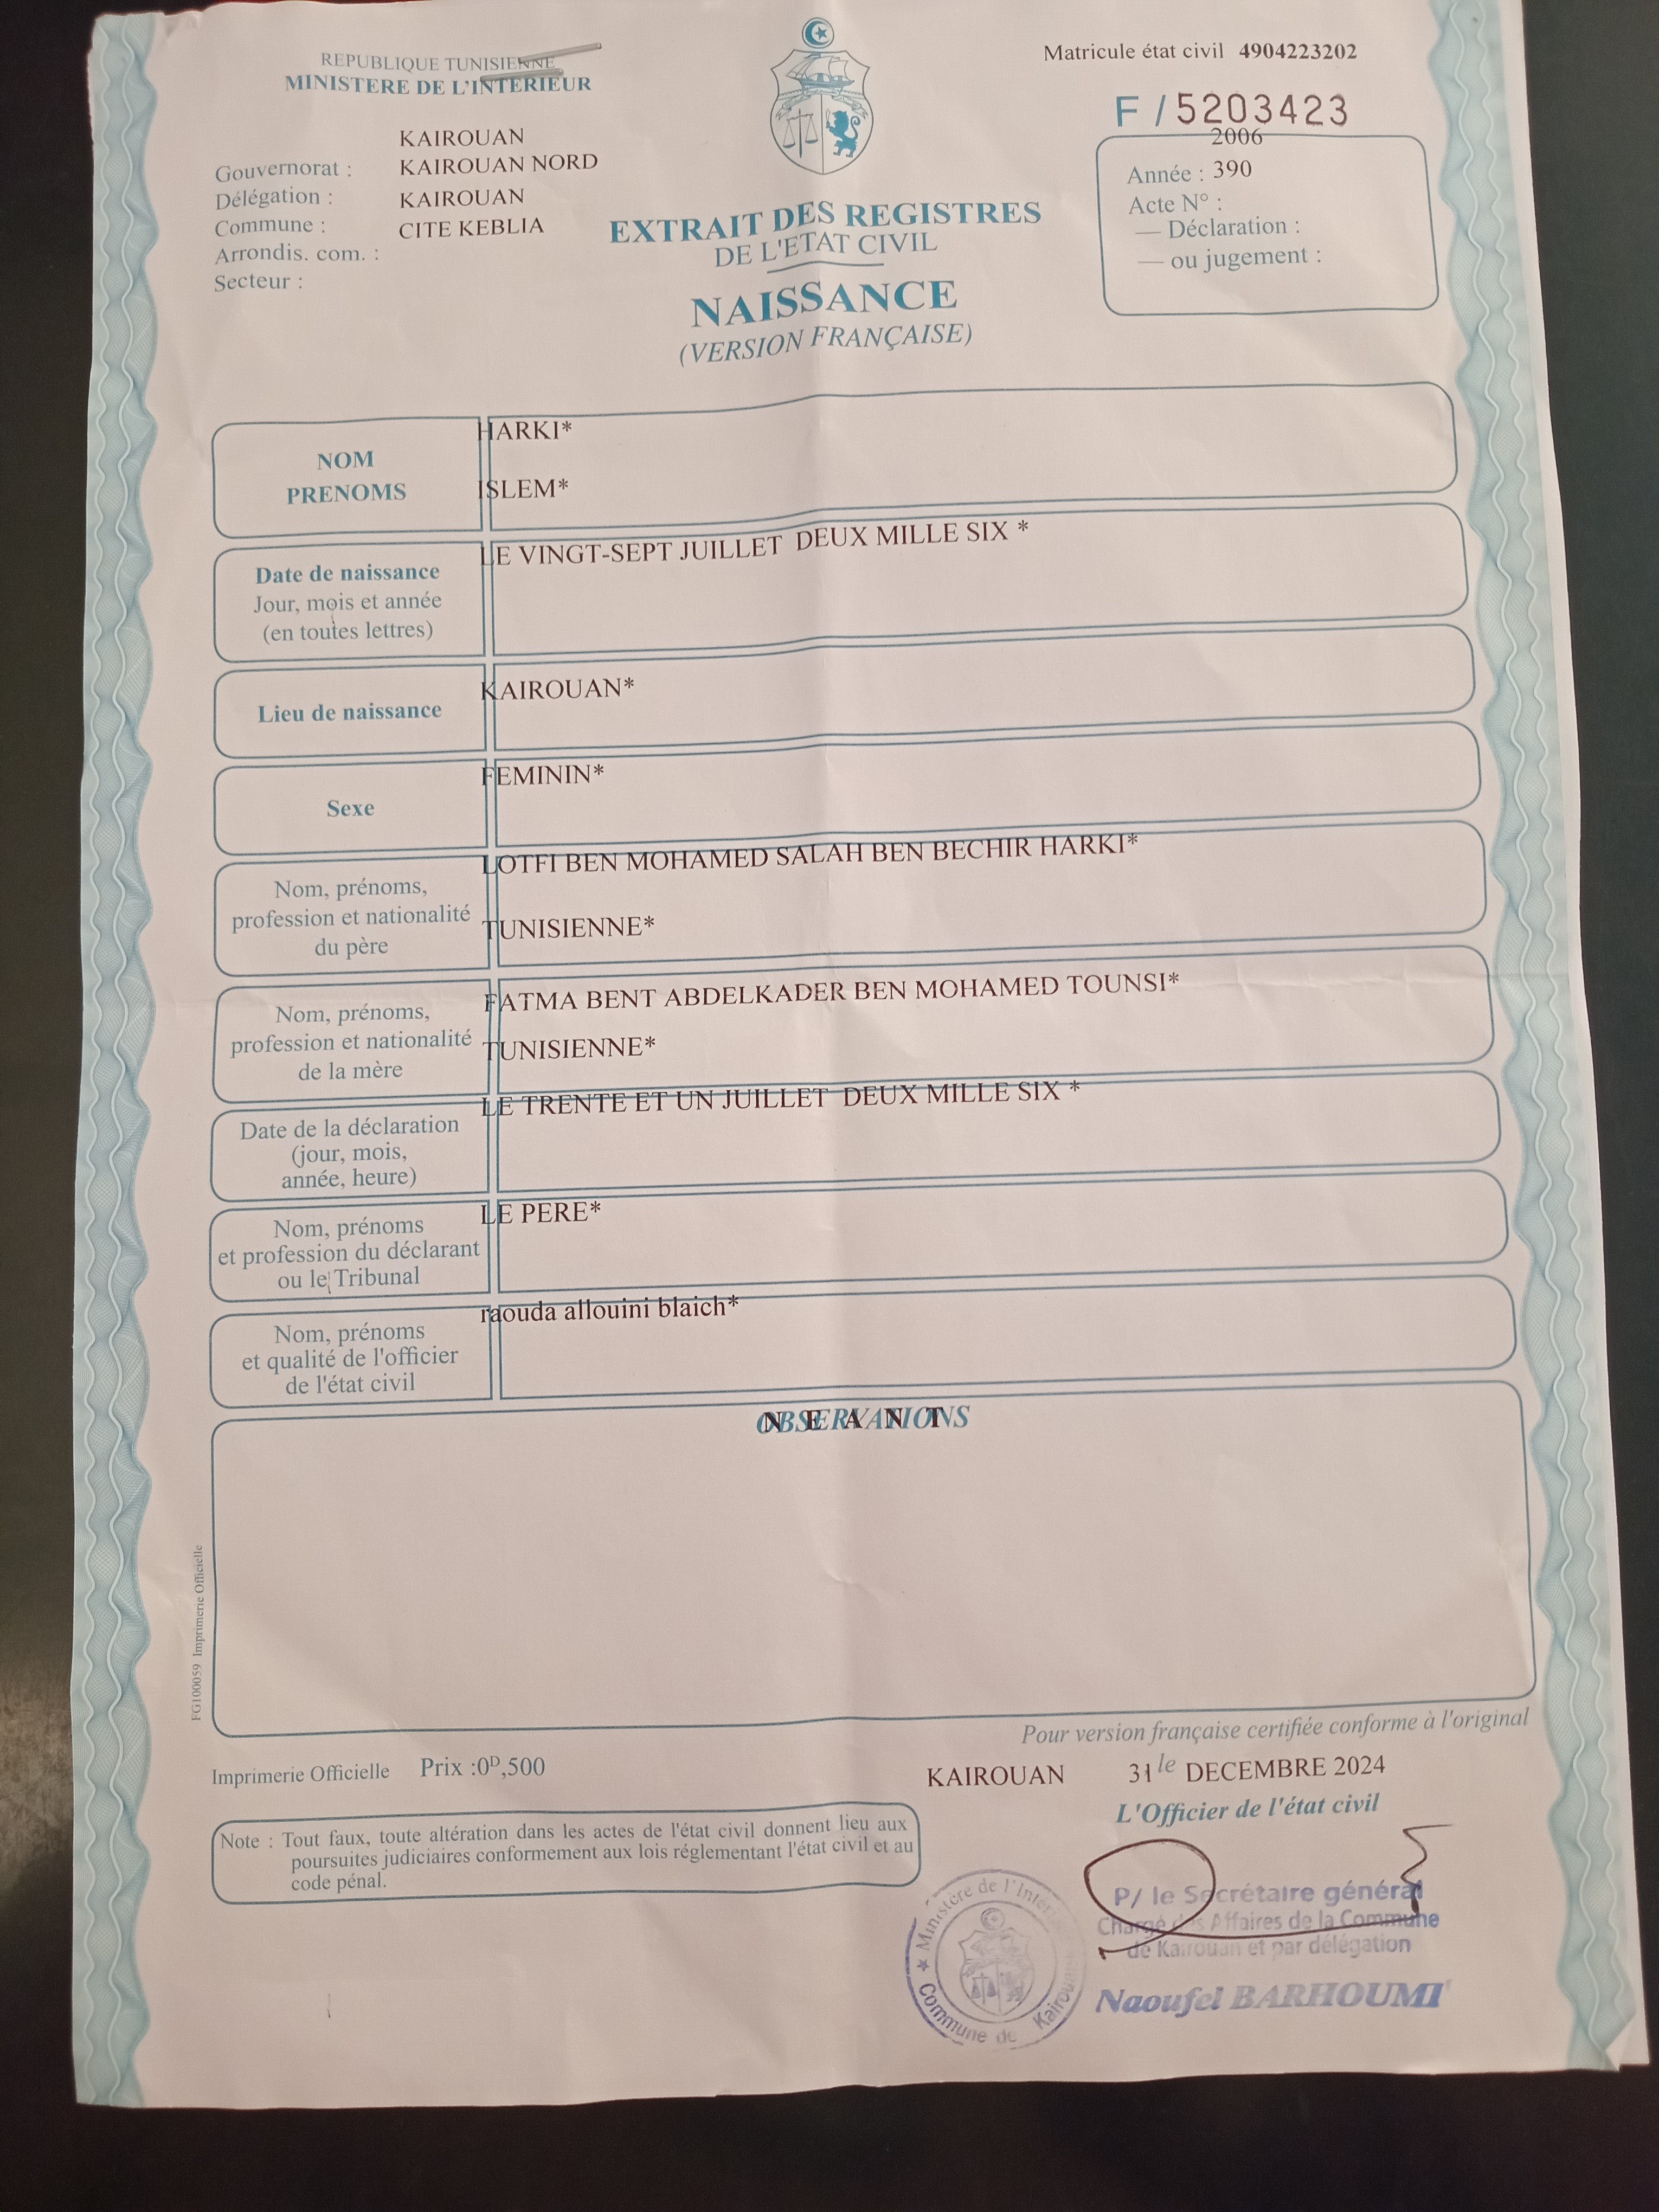 REPUBLIQUE TUNISIENNE
MINISTERE DE L'INTERIEUR
Matricule état civil 4904223202
F / 5203423
2006
Année : 390
Acte N° :
— Déclaration :
— ou jugement :
KAIROUAN
Gouvernorat : KAIROUAN NORD
Délégation : KAIROUAN
Commune : CITE KEBLIA
Arrondis. com. :
Secteur :
EXTRAIT DES REGISTRES
DE L'ETAT CIVIL
NAISSANCE
(VERSION FRANÇAISE)
NOM
PRENOMS
HARKI*
ISLEM*
Date de naissance
Jour, mois et année
(en toutes lettres)
LE VINGT-SEPT JUILLET DEUX MILLE SIX *
Lieu de naissance
KAIROUAN*
Sexe
FEMININ*
Nom, prénoms,
profession et nationalité
du père
LOTFI BEN MOHAMED SALAH BEN BECHIR HARKI*
TUNISIENNE*
Nom, prénoms,
profession et nationalité
de la mère
FATMA BENT ABDELKADER BEN MOHAMED TOUNSI*
TUNISIENNE*
Date de la déclaration
(jour, mois,
année, heure)
LE TRENTE ET UN JUILLET DEUX MILLE SIX *
Nom, prénoms
et profession du déclarant
ou le Tribunal
LE PERE*
Nom, prénoms
et qualité de l'officier
de l'état civil
raouda allouini blaich*
OBSERVATIONS
N E A N T
FG100059 Imprimerie Officielle
Pour version française certifiée conforme à l'original
Imprimerie Officielle Prix :0D,500
KAIROUAN 31 le DECEMBRE 2024
L'Officier de l'état civil
Note : Tout faux, toute altération dans les actes de l'état civil donnent lieu aux
poursuites judiciaires conformement aux lois réglementant l'état civil et au
code pénal.
P/ le Secrétaire général
Chargé des Affaires de la Commune
de Kairouan et par délégation
Naoufel BARHOUMI
Ministère de l'Intérieur
Commune de Kairouan